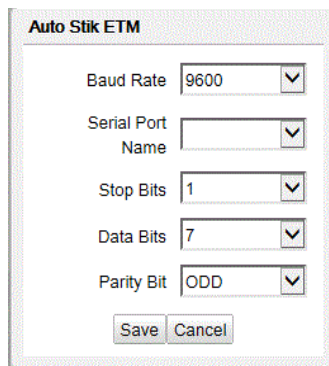 Auto Stik ETM
Baud Rate 9600
Serial Port
Name
Stop Bits 1
Data Bits 7
Parity Bit ODD
Save Cancel